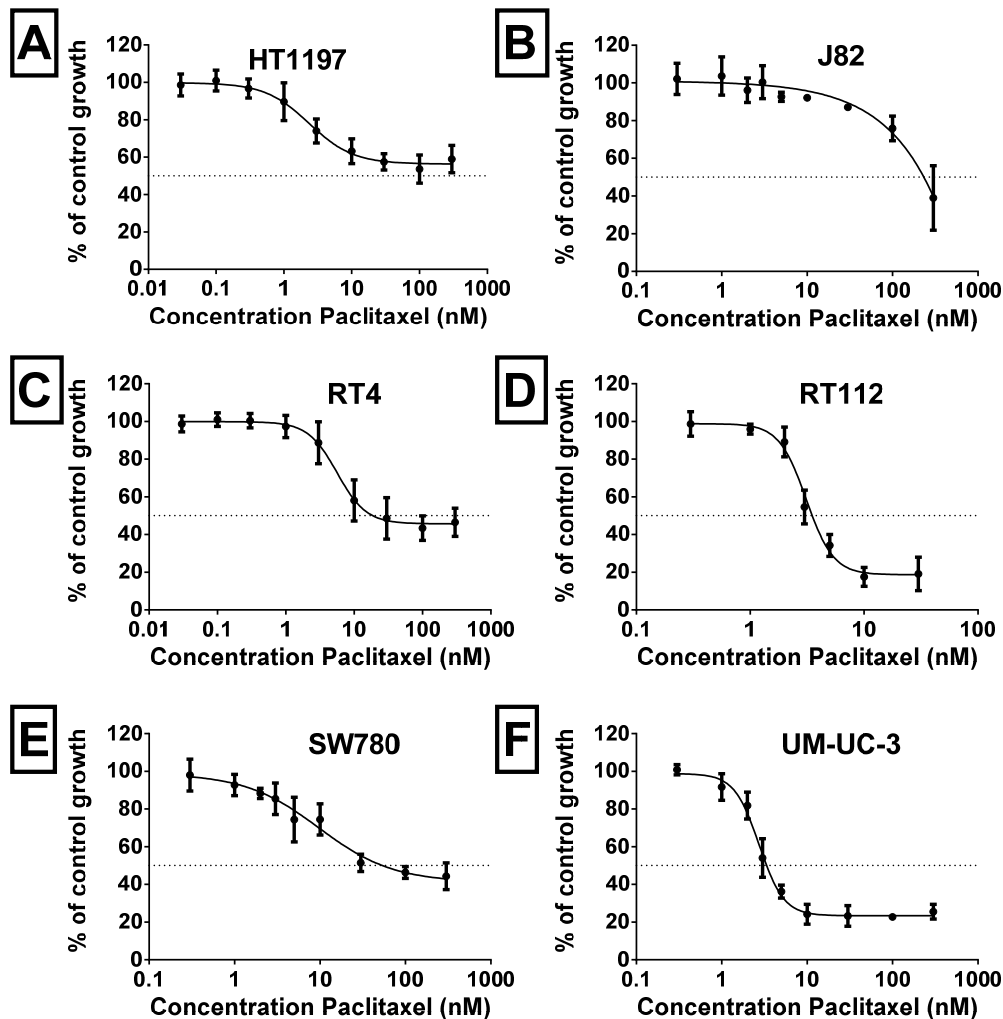 A
HT1197
% of control growth
120
100
80
60
40
20
0
0.01 0.1 1 10 100 1000
Concentration Paclitaxel (nM)
B
J82
% of control growth
120
100
80
60
40
20
0
0.1 1 10 100 1000
Concentration Paclitaxel (nM)
C
RT4
% of control growth
120
100
80
60
40
20
0
0.01 0.1 1 10 100 1000
Concentration Paclitaxel (nM)
D
RT112
% of control growth
120
100
80
60
40
20
0
0.1 1 10 100
Concentration Paclitaxel (nM)
E
SW780
% of control growth
120
100
80
60
40
20
0
0.1 1 10 100 1000
Concentration Paclitaxel (nM)
F
UM-UC-3
% of control growth
120
100
80
60
40
20
0
0.1 1 10 100 1000
Concentration Paclitaxel (nM)